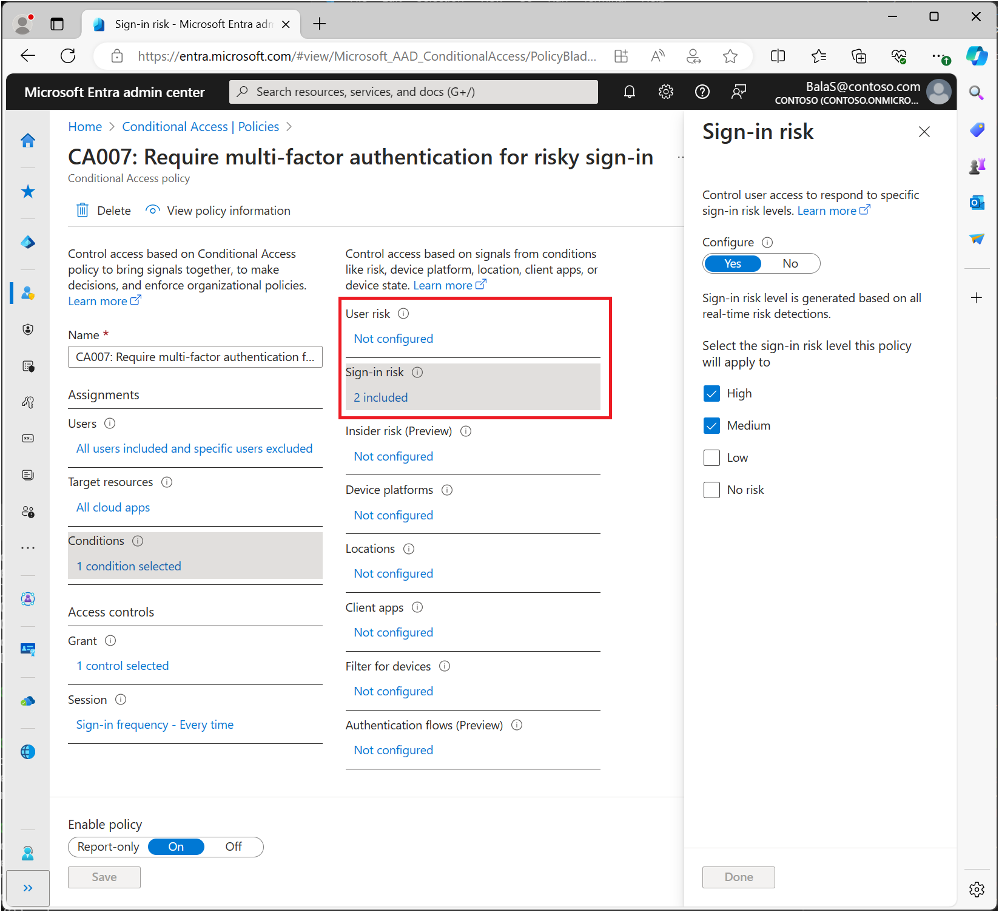 Sign-in risk - Microsoft Entra adm
https://entra.microsoft.com/#view/Microsoft_AAD_ConditionalAccess/PolicyBlad...
Microsoft Entra admin center
Search resources, services, and docs (G+/)
BalaS@contoso.com
CONTOSO (CONTOSO.ONMICRO...
Home > Conditional Access | Policies >
CA007: Require multi-factor authentication for risky sign-in
Conditional Access policy
Delete
View policy information
Control access based on Conditional Access
policy to bring signals together, to make
decisions, and enforce organizational policies.
Learn more
Name *
CA007: Require multi-factor authentication f...
Assignments
Users
All users included and specific users excluded
Target resources
All cloud apps
Conditions
1 condition selected
Access controls
Grant
1 control selected
Session
Sign-in frequency - Every time
Control access based on signals from conditions
like risk, device platform, location, client apps, or
device state. Learn more
User risk
Not configured
Sign-in risk
2 included
Insider risk (Preview)
Not configured
Device platforms
Not configured
Locations
Not configured
Client apps
Not configured
Filter for devices
Not configured
Authentication flows (Preview)
Not configured
Enable policy
Report-only On Off
Save
Sign-in risk
Control user access to respond to specific
sign-in risk levels. Learn more
Configure
Yes No
Sign-in risk level is generated based on all
real-time risk detections.
Select the sign-in risk level this policy
will apply to
High
Medium
Low
No risk
Done